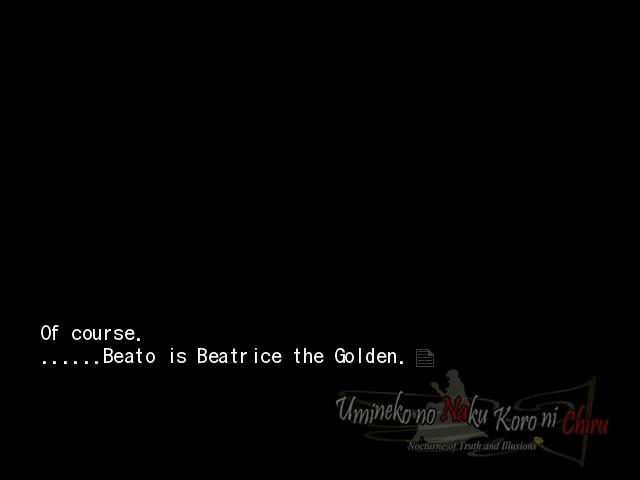 Of course.
......Beato is Beatrice the Golden.
Umineko no Naku Koro ni Chiru
Nocturne of Truth and Illusions